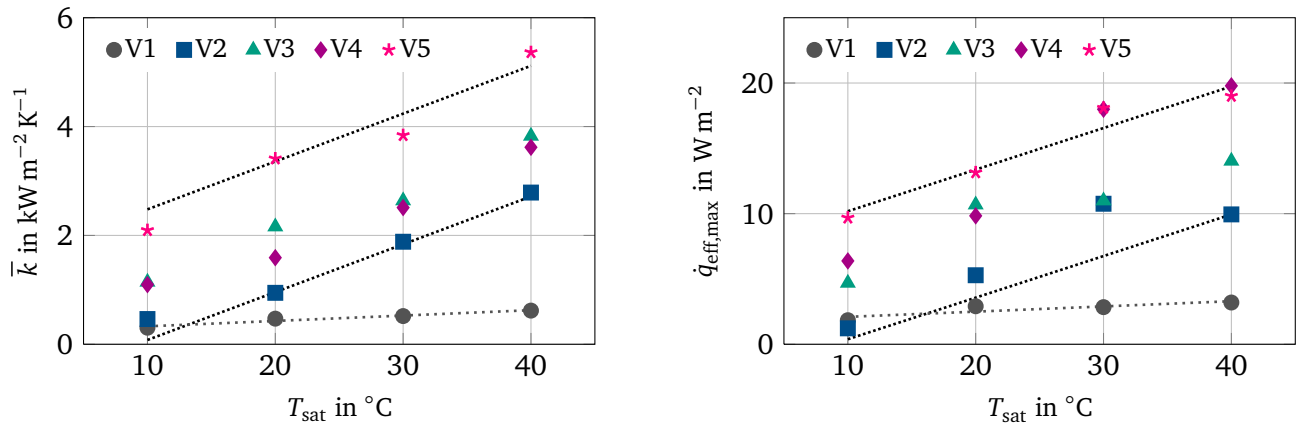 6
4
2
0
V1 V2 V3 V4 V5
10 20 30 40
T_sat in °C
k̅ in kW m⁻² K⁻¹
20
10
0
V1 V2 V3 V4 V5
10 20 30 40
T_sat in °C
q̇_eff,max in W m⁻²